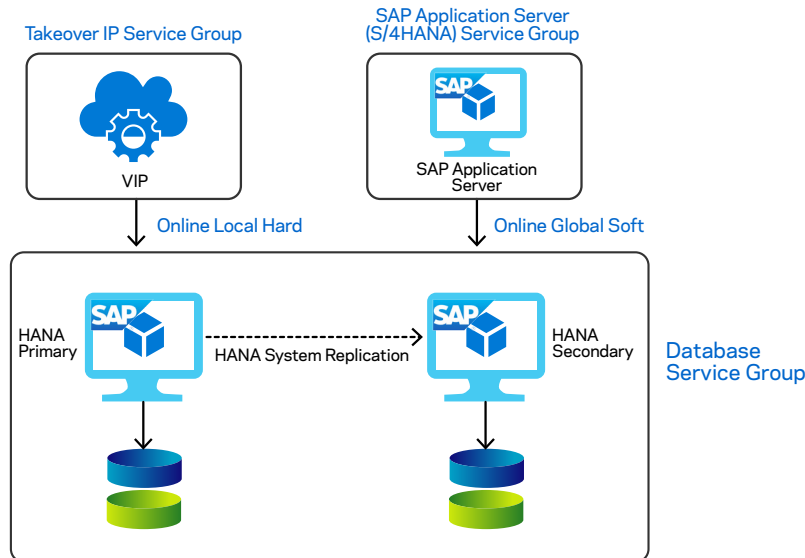 Takeover IP Service Group
SAP Application Server
(S/4HANA) Service Group
VIP
SAP
SAP Application
Server
Online Local Hard
Online Global Soft
SAP
SAP
HANA
Primary
HANA System Replication
HANA
Secondary
Database
Service Group